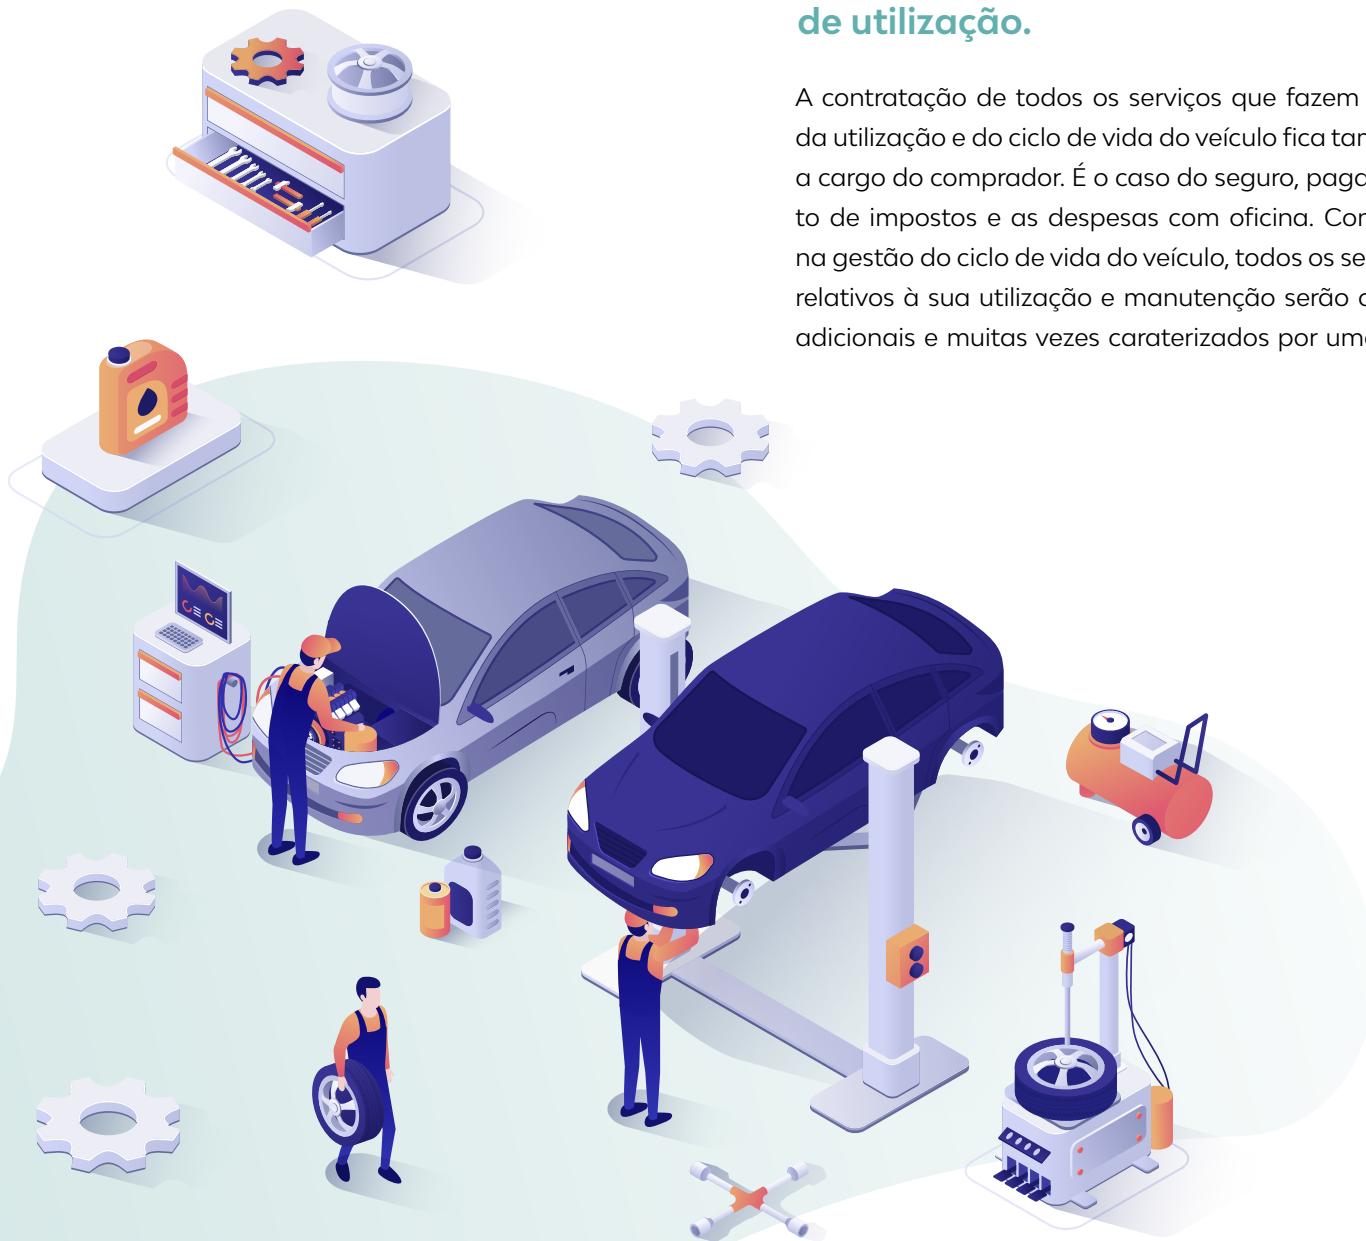 de utilização.
A contratação de todos os serviços que fazem
da utilização e do ciclo de vida do veículo fica
a cargo do comprador. É o caso do seguro,
to de impostos e as despesas com oficina.
na gestão do ciclo de vida do veículo, todos os
relativos à sua utilização e manutenção serão
adicionais e muitas vezes caraterizados por